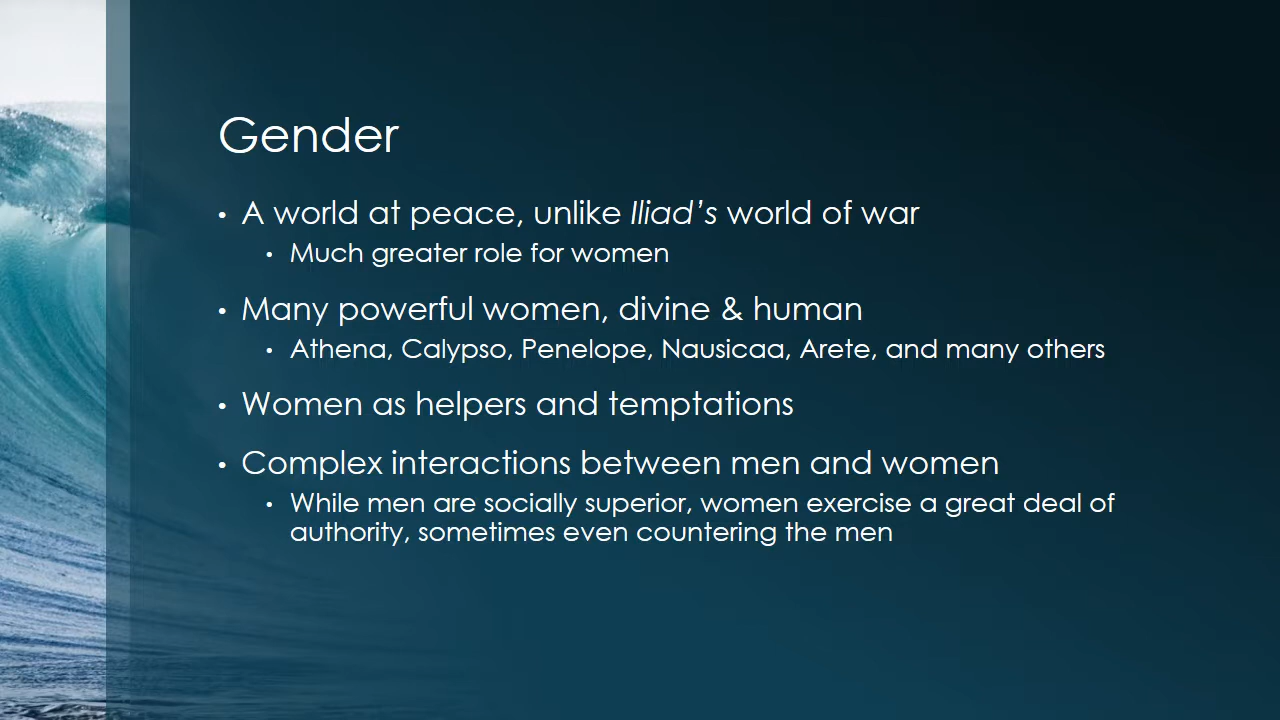 Gender
• A world at peace, unlike Iliad's world of war
• Much greater role for women
• Many powerful women, divine & human
• Athena, Calypso, Penelope, Nausicaa, Arete, and many others
• Women as helpers and temptations
• Complex interactions between men and women
• While men are socially superior, women exercise a great deal of
authority, sometimes even countering the men